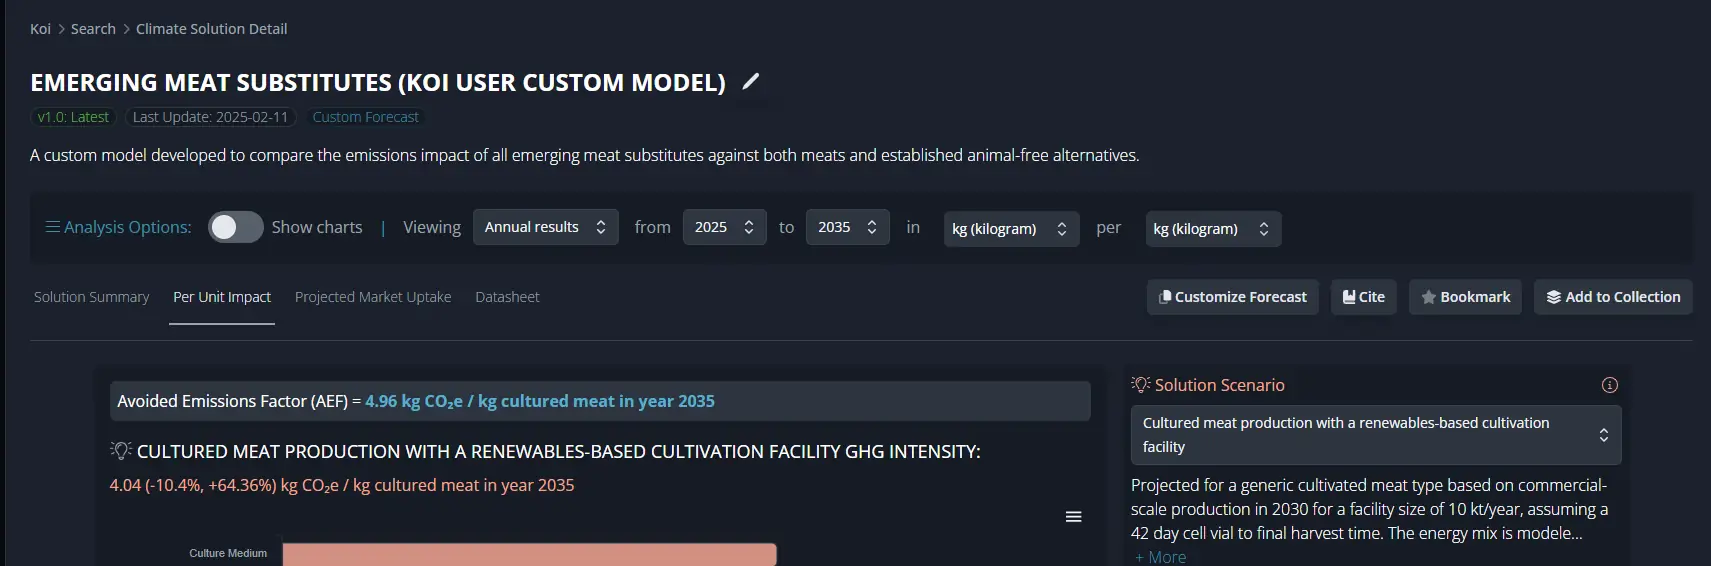 Koi > Search > Climate Solution Detail
EMERGING MEAT SUBSTITUTES (KOI USER CUSTOM MODEL)
v1.0: Latest Last Update: 2025-02-11 Custom Forecast
A custom model developed to compare the emissions impact of all emerging meat substitutes against both meats and established animal-free alternatives.
Analysis Options: Show charts | Viewing Annual results from 2025 to 2035 in kg (kilogram) per kg (kilogram)
Solution Summary Per Unit Impact Projected Market Uptake Datasheet Customize Forecast Cite Bookmark Add to Collection
Avoided Emissions Factor (AEF) = 4.96 kg CO₂e / kg cultured meat in year 2035
CULTURED MEAT PRODUCTION WITH A RENEWABLES-BASED CULTIVATION FACILITY GHG INTENSITY:
4.04 (-10.4%, +64.36%) kg CO₂e / kg cultured meat in year 2035
Culture Medium
Solution Scenario
Cultured meat production with a renewables-based cultivation
facility
Projected for a generic cultivated meat type based on commercial-
scale production in 2030 for a facility size of 10 kt/year, assuming a
42 day cell vial to final harvest time. The energy mix is modele...
+ More